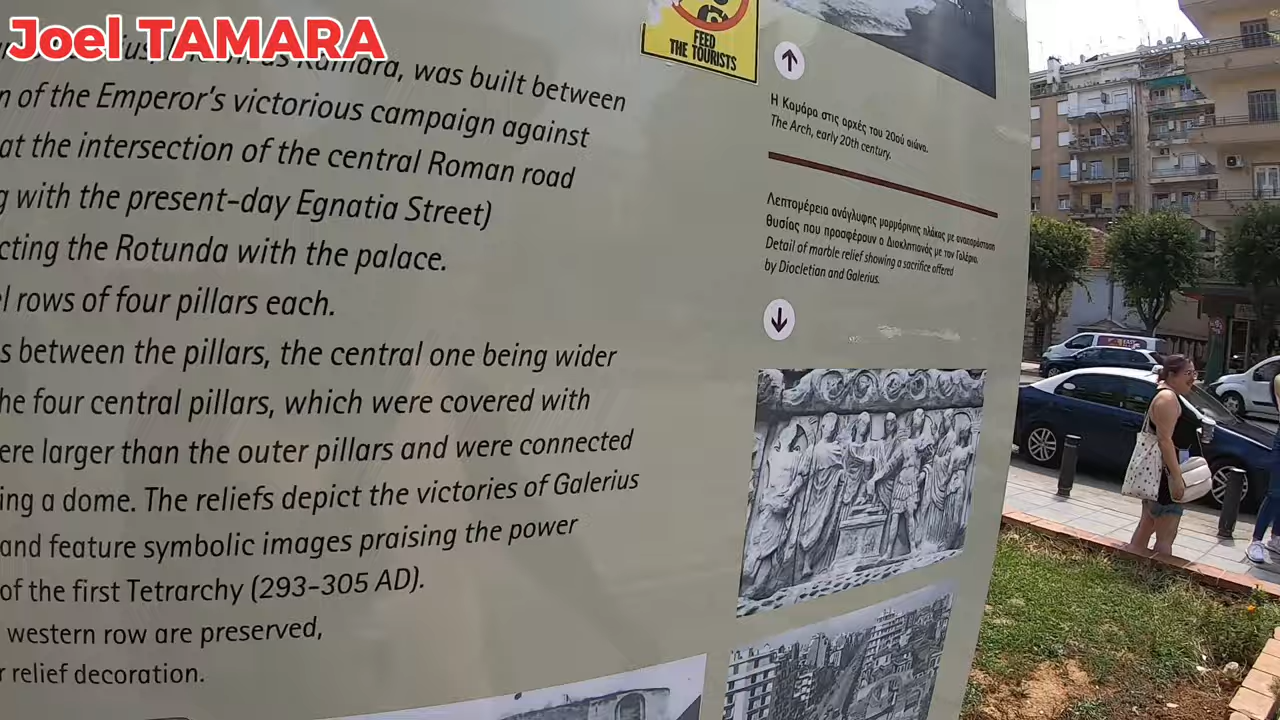 Joel TAMARA
Kamara, was built between
n of the Emperor's victorious campaign against
at the intersection of the central Roman road
g with the present-day Egnatia Street)
cting the Rotunda with the palace.
l rows of four pillars each.
s between the pillars, the central one being wider
he four central pillars, which were covered with
ere larger than the outer pillars and were connected
ing a dome. The reliefs depict the victories of Galerius
and feature symbolic images praising the power
of the first Tetrarchy (293-305 AD).
western row are preserved,
r relief decoration.
FEED
THE TOURISTS
Η Καμάρα στις αρχές του 20ού αιώνα.
The Arch, early 20th century.
Λεπτομέρεια ανάγλυφης μαρμάρινης πλάκας με αναπαράσταση
θυσίας που προσφέρουν ο Διοκλητιανός με τον Γαλέριο.
Detail of marble relief showing a sacrifice offered
by Diocletian and Galerius.